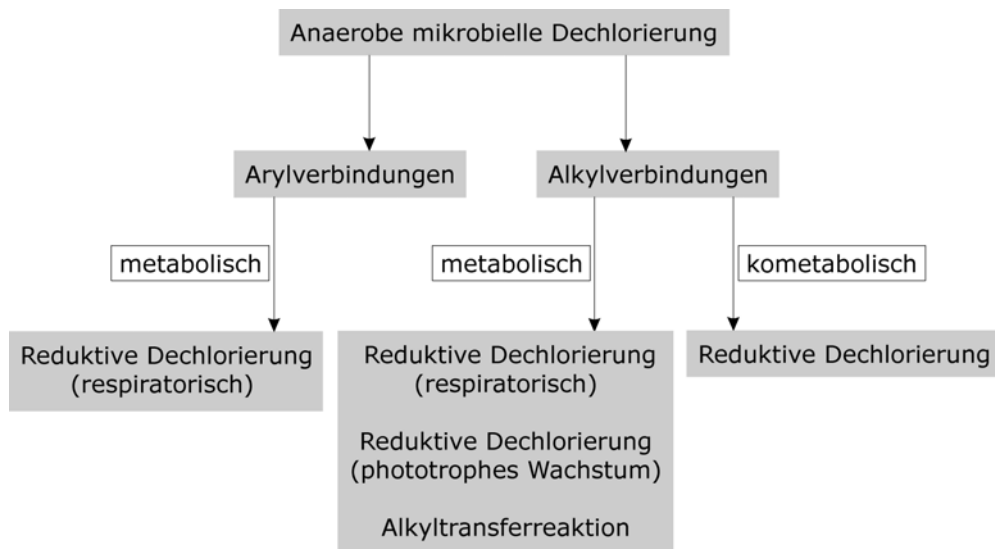 Anaerobe mikrobielle Dechlorierung
Arylverbindungen
Alkylverbindungen
metabolisch
metabolisch
kometabolisch
Reduktive Dechlorierung
(respiratorisch)
Reduktive Dechlorierung
(respiratorisch)
Reduktive Dechlorierung
(phototrophes Wachstum)
Alkyltransferreaktion
Reduktive Dechlorierung